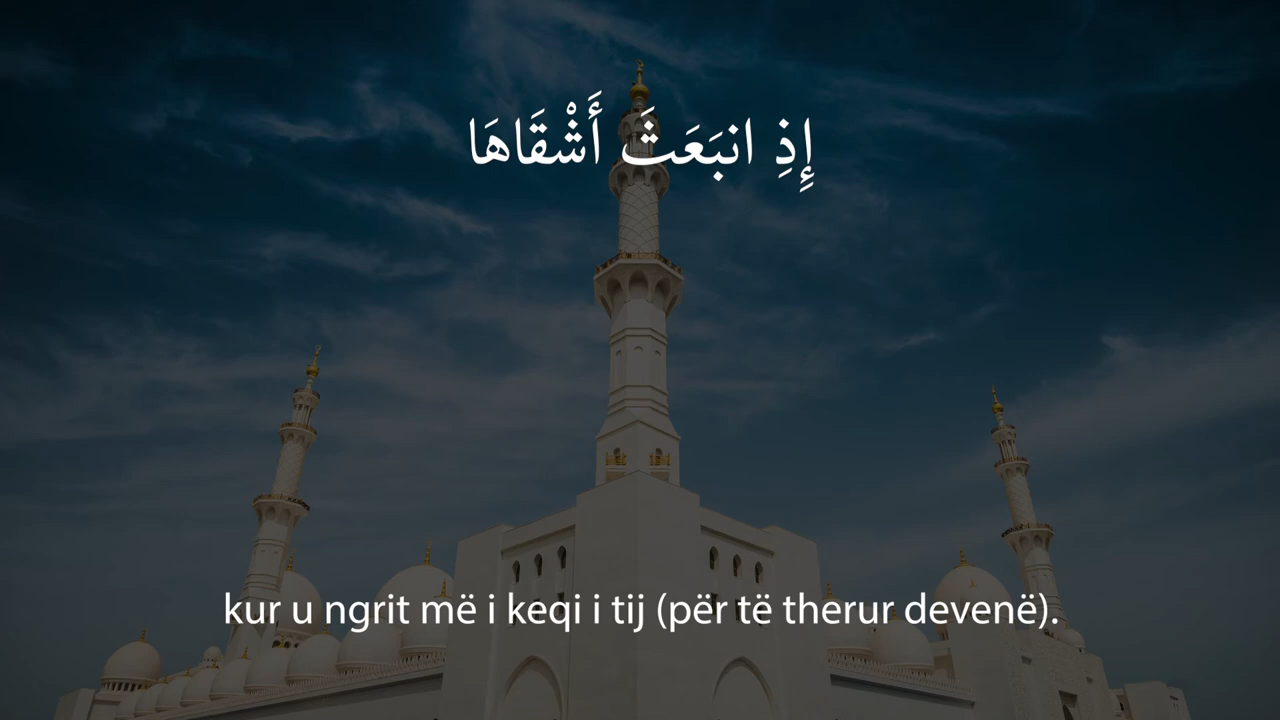 إِذِ انبَعَثَ أَشْقَاهَا
kur u ngrit më i keqi i tij (për të therur devenë).